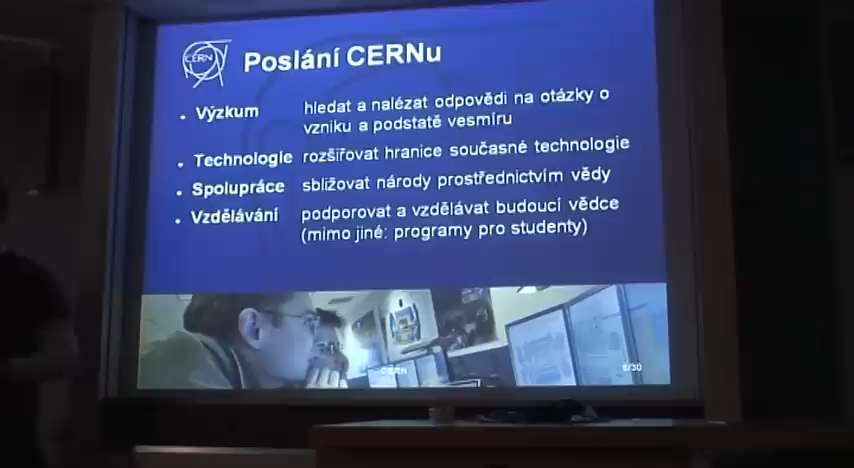 CERN
Poslání CERNu
• Výzkum hledat a nalézat odpovědi na otázky o
vzniku a podstatě vesmíru
• Technologie rozšiřovat hranice současné technologie
• Spolupráce sbližovat národy prostřednictvím vědy
• Vzdělávání podporovat a vzdělávat budoucí vědce
(mimo jiné: programy pro studenty)
CERN
6/30